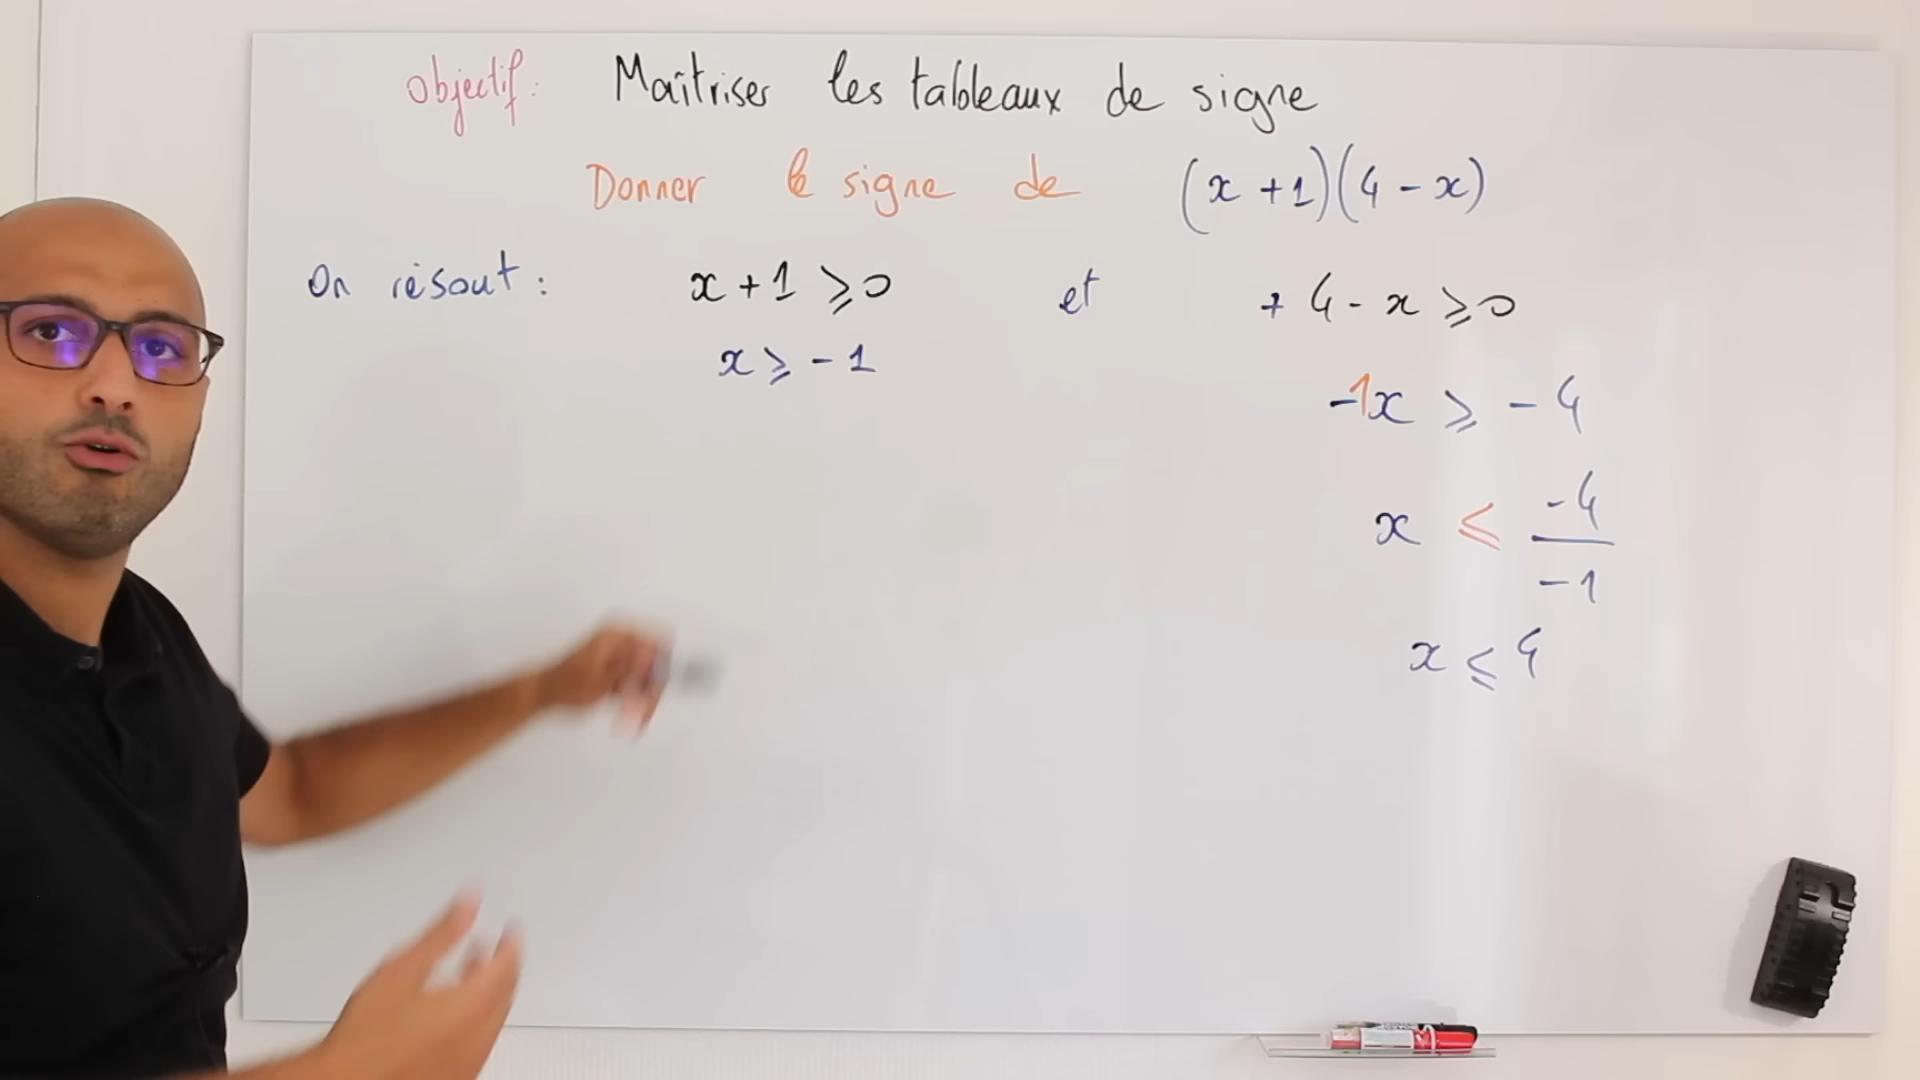 Objectif : Maîtriser les tableaux de signe
Donner le signe de (x + 1)(4 - x)
On résout : x + 1 ⩾ 0 et + 4 - x ⩾ 0
x ⩾ - 1
-1x ⩾ - 4
x ⩽ -4/-1
x ⩽ 4